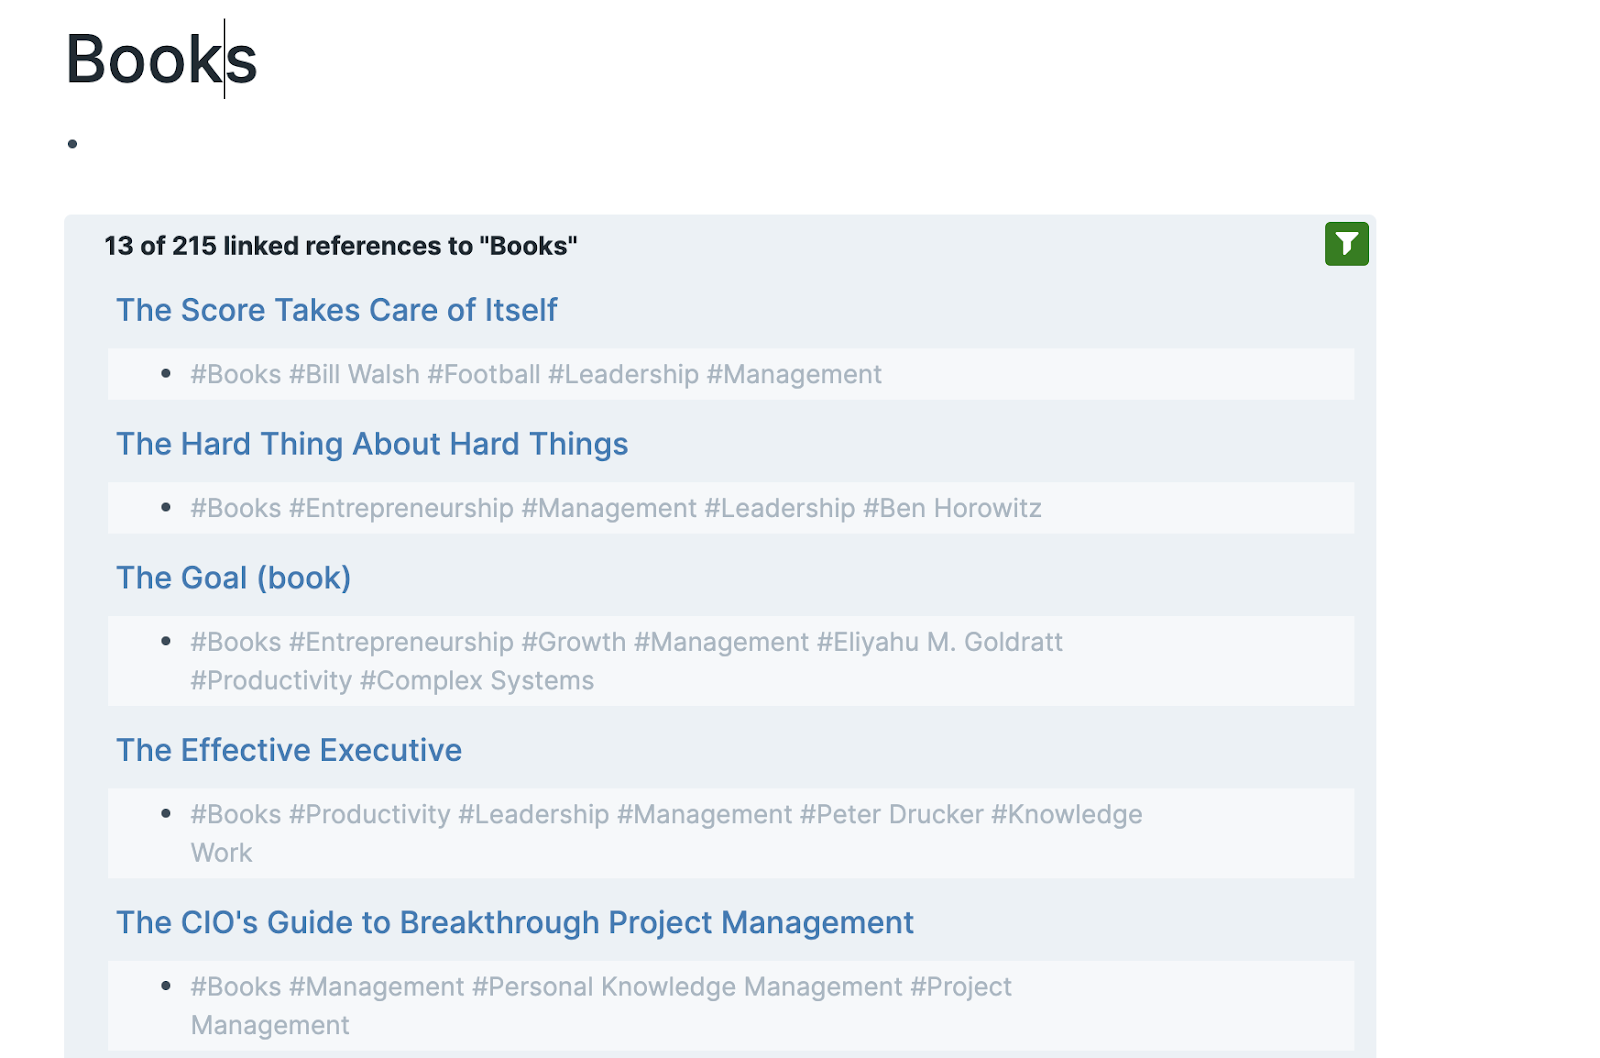 Books
13 of 215 linked references to "Books"
The Score Takes Care of Itself
#Books #Bill Walsh #Football #Leadership #Management
The Hard Thing About Hard Things
#Books #Entrepreneurship #Management #Leadership #Ben Horowitz
The Goal (book)
#Books #Entrepreneurship #Growth #Management #Eliyahu M. Goldratt
#Productivity #Complex Systems
The Effective Executive
#Books #Productivity #Leadership #Management #Peter Drucker #Knowledge
Work
The CIO's Guide to Breakthrough Project Management
#Books #Management #Personal Knowledge Management #Project
Management